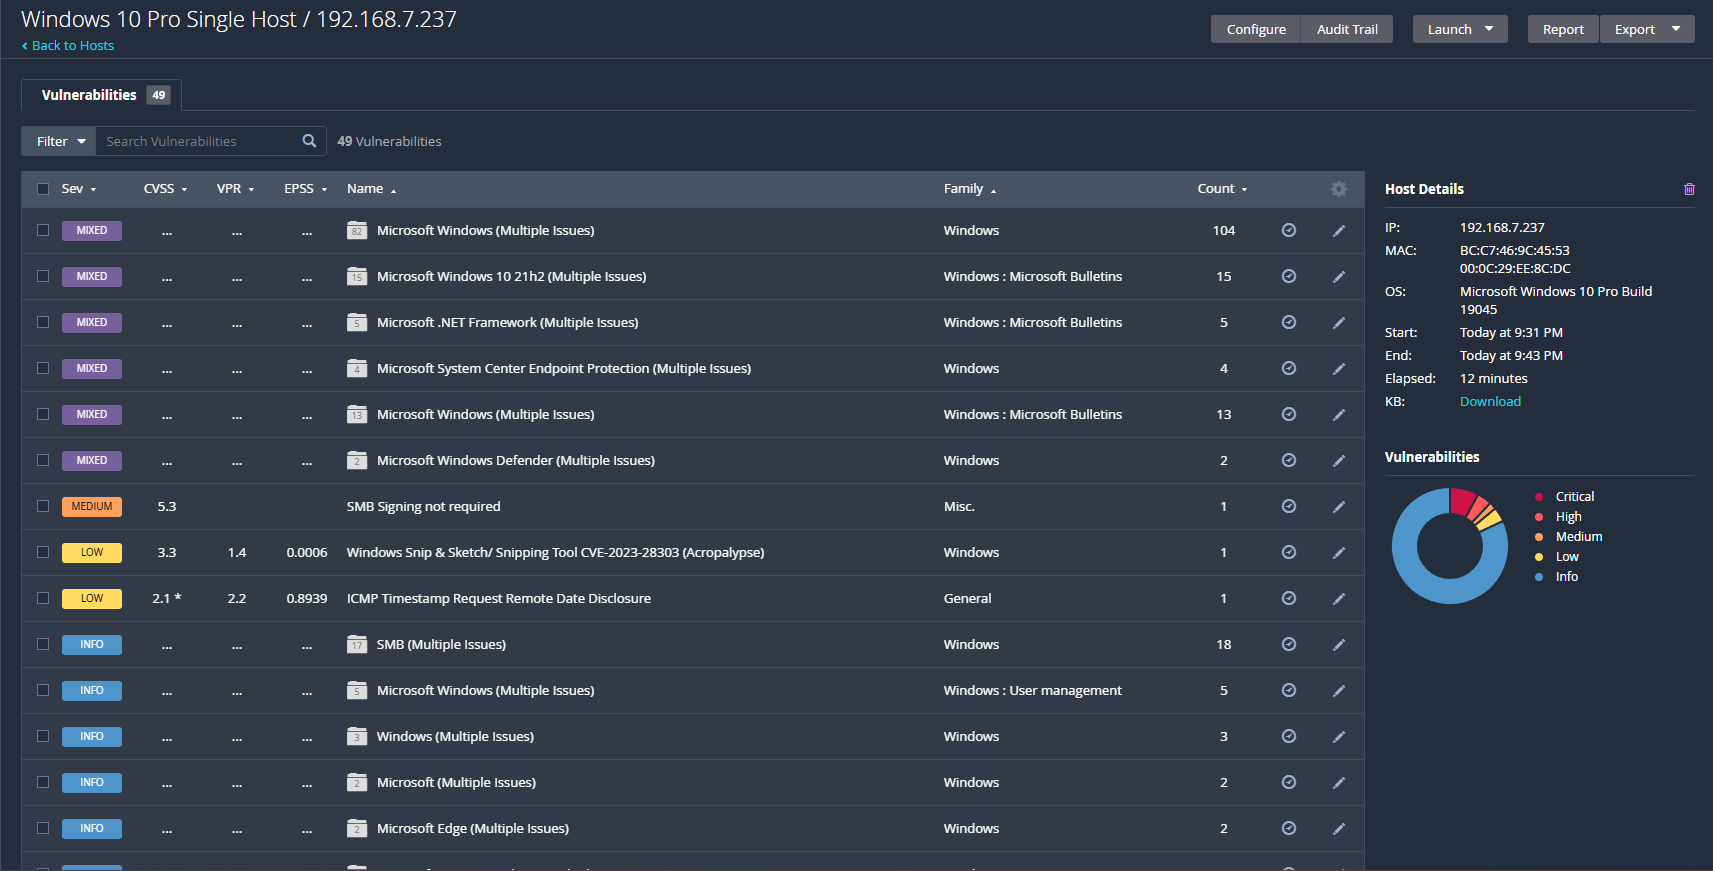 Windows 10 Pro Single Host / 192.168.7.237
Back to Hosts
Configure Audit Trail Launch Report Export
Vulnerabilities 49
Filter Search Vulnerabilities 49 Vulnerabilities
Sev CVSS VPR EPSS Name Family Count
MIXED ... ... ... 82 Microsoft Windows (Multiple Issues) Windows 104
MIXED ... ... ... 15 Microsoft Windows 10 21h2 (Multiple Issues) Windows : Microsoft Bulletins 15
MIXED ... ... ... 5 Microsoft .NET Framework (Multiple Issues) Windows : Microsoft Bulletins 5
MIXED ... ... ... 4 Microsoft System Center Endpoint Protection (Multiple Issues) Windows 4
MIXED ... ... ... 13 Microsoft Windows (Multiple Issues) Windows : Microsoft Bulletins 13
MIXED ... ... ... 2 Microsoft Windows Defender (Multiple Issues) Windows 2
MEDIUM 5.3 SMB Signing not required Misc. 1
LOW 3.3 1.4 0.0006 Windows Snip & Sketch/ Snipping Tool CVE-2023-28303 (Acropalypse) Windows 1
LOW 2.1 * 2.2 0.8939 ICMP Timestamp Request Remote Date Disclosure General 1
INFO ... ... ... 17 SMB (Multiple Issues) Windows 18
INFO ... ... ... 5 Microsoft Windows (Multiple Issues) Windows : User management 5
INFO ... ... ... 3 Windows (Multiple Issues) Windows 3
INFO ... ... ... 2 Microsoft (Multiple Issues) Windows 2
INFO ... ... ... 2 Microsoft Edge (Multiple Issues) Windows 2
Host Details
IP: 192.168.7.237
MAC: BC:C7:46:9C:45:53
00:0C:29:EE:8C:DC
OS: Microsoft Windows 10 Pro Build
19045
Start: Today at 9:31 PM
End: Today at 9:43 PM
Elapsed: 12 minutes
KB: Download
Vulnerabilities
Critical
High
Medium
Low
Info